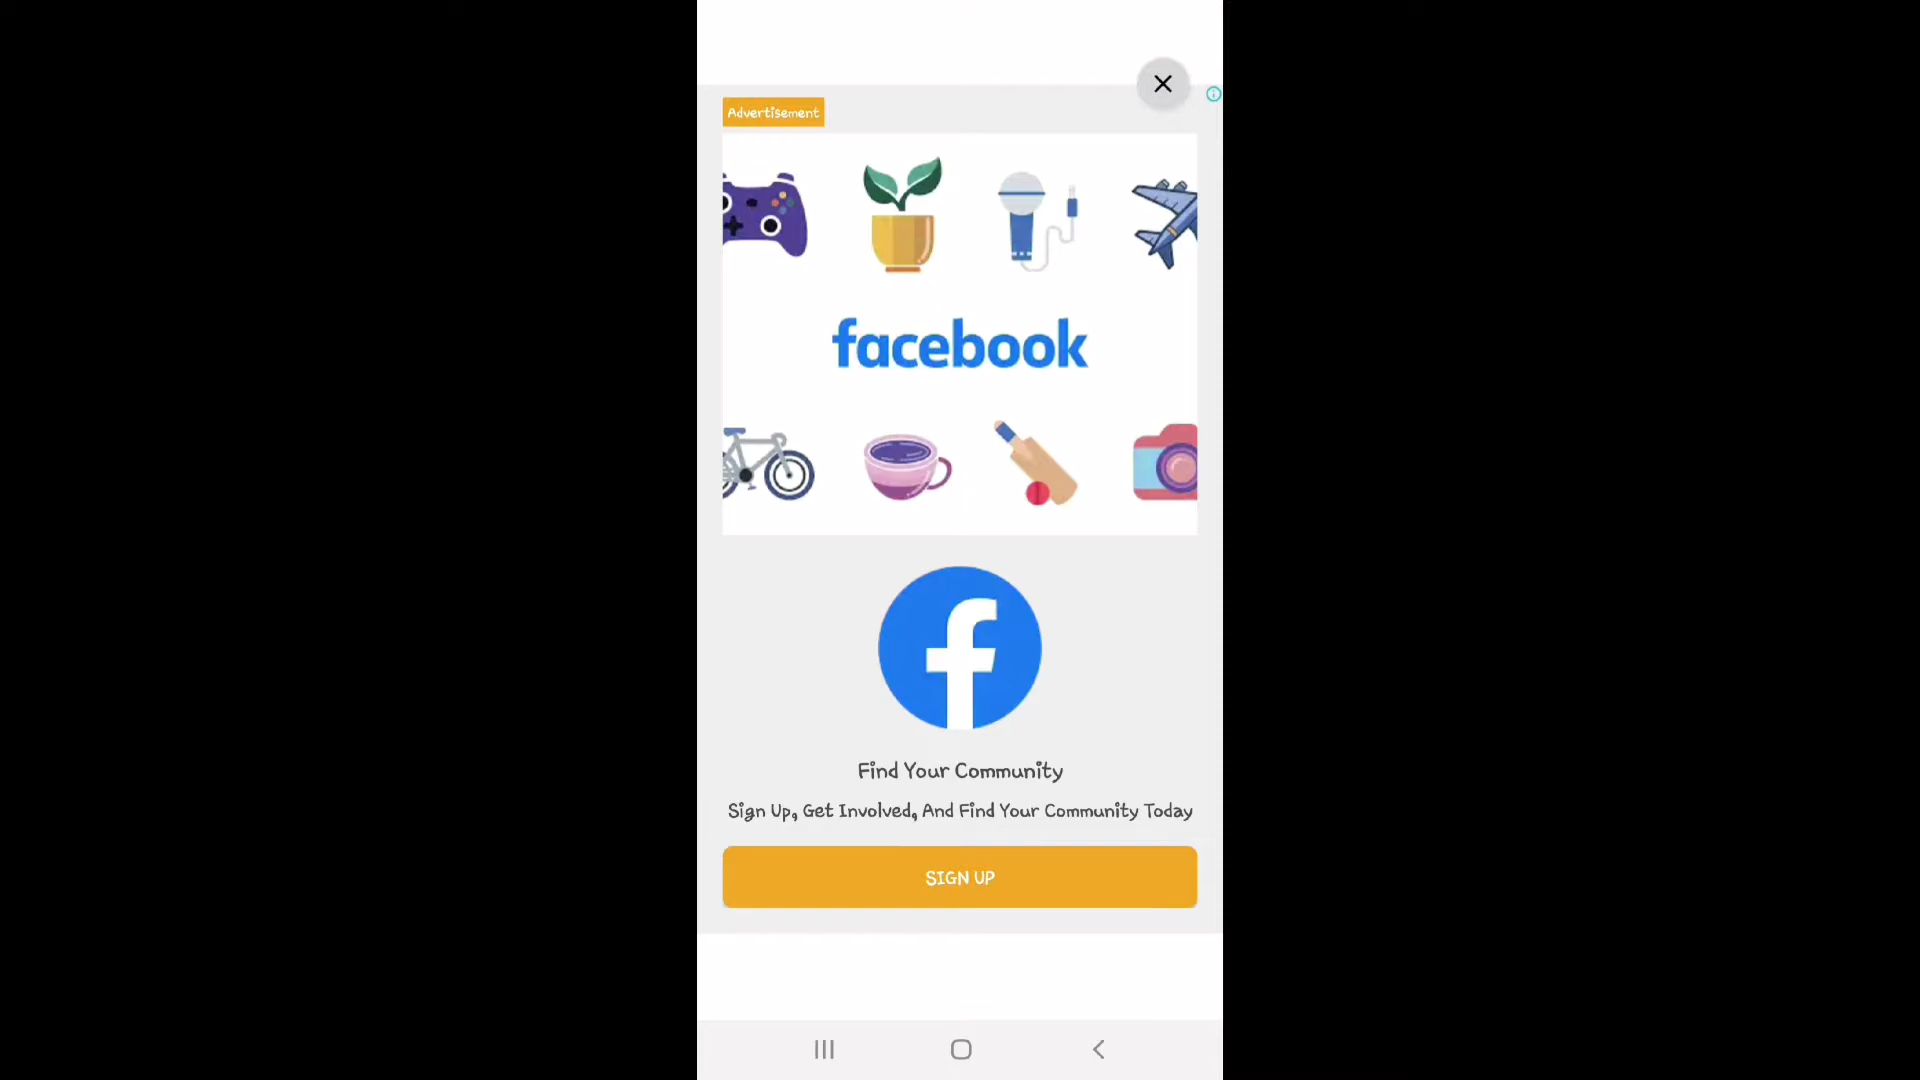 Advertisement
facebook
Find Your Community
Sign Up, Get Involved, And Find Your Community Today
SIGN UP